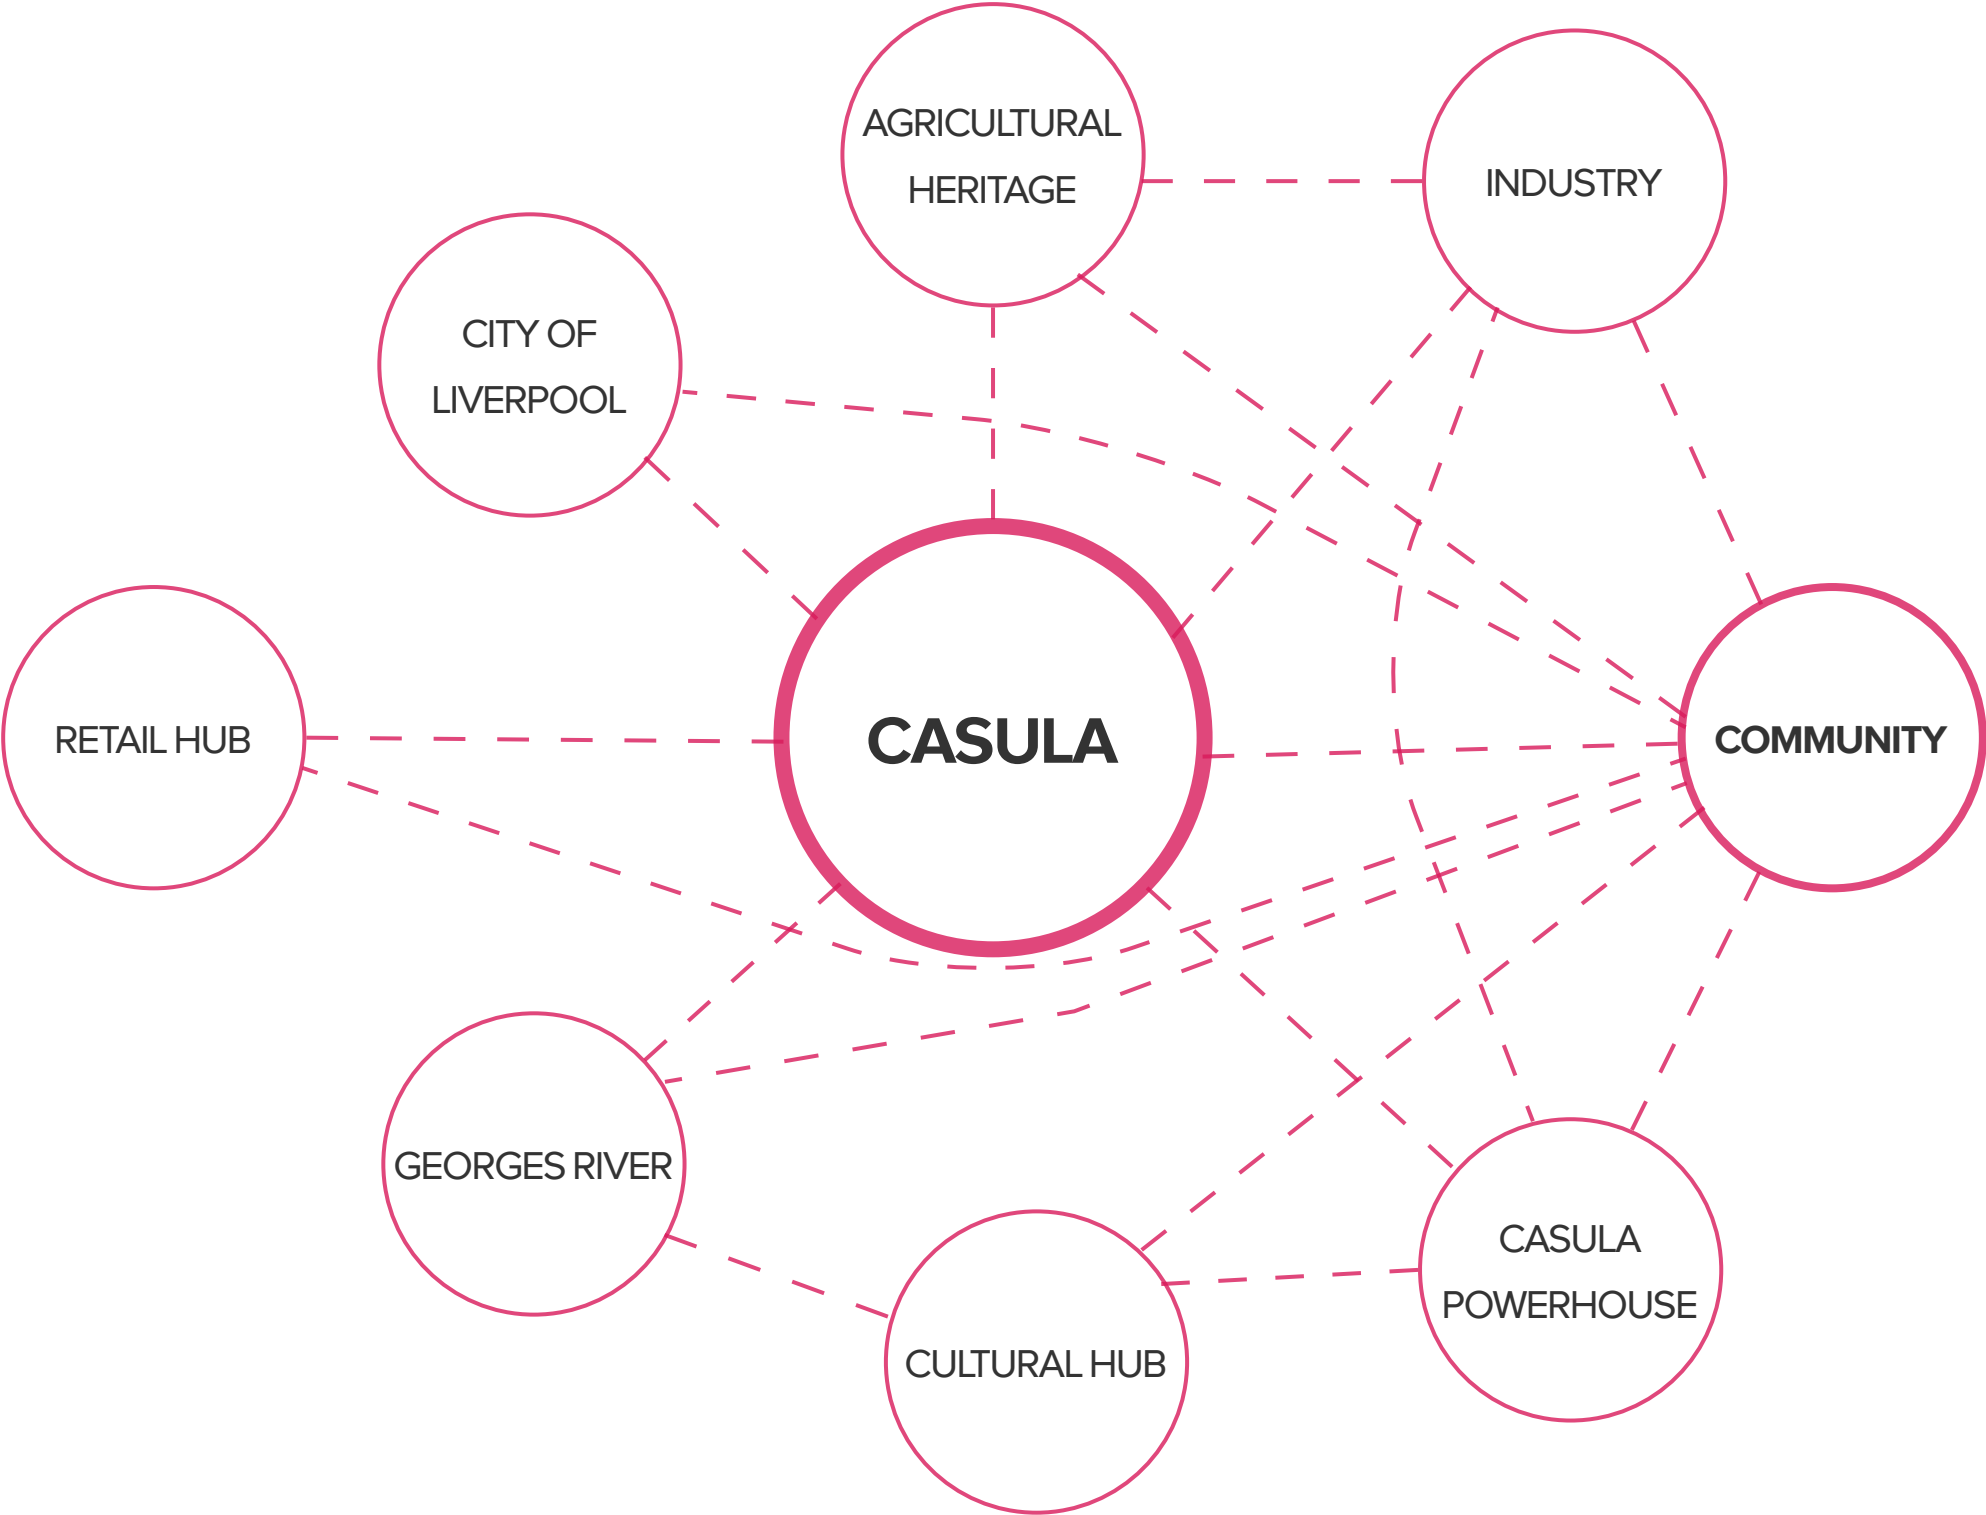 AGRICULTURAL
HERITAGE
INDUSTRY
CITY OF
LIVERPOOL
RETAIL HUB
CASULA
COMMUNITY
GEORGES RIVER
CASULA
POWERHOUSE
CULTURAL HUB